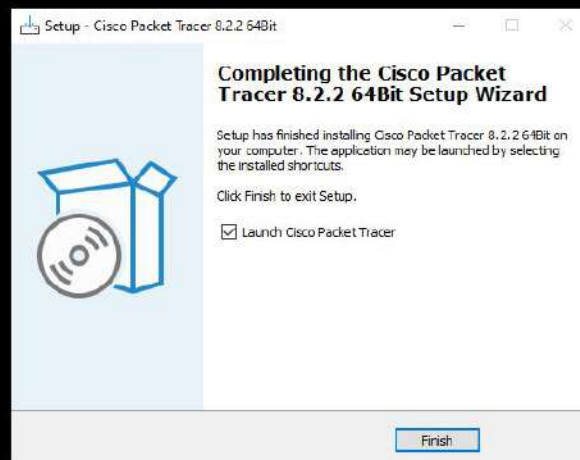 Setup - Cisco Packet Tracer 8.2.2 64Bit
Completing the Cisco Packet
Tracer 8.2.2 64Bit Setup Wizard
Setup has finished installing Cisco Packet Tracer 8.2.2 64Bit on
your computer. The application may be launched by selecting
the installed shortcuts.
Click Finish to exit Setup.
Launch Cisco Packet Tracer
Finish